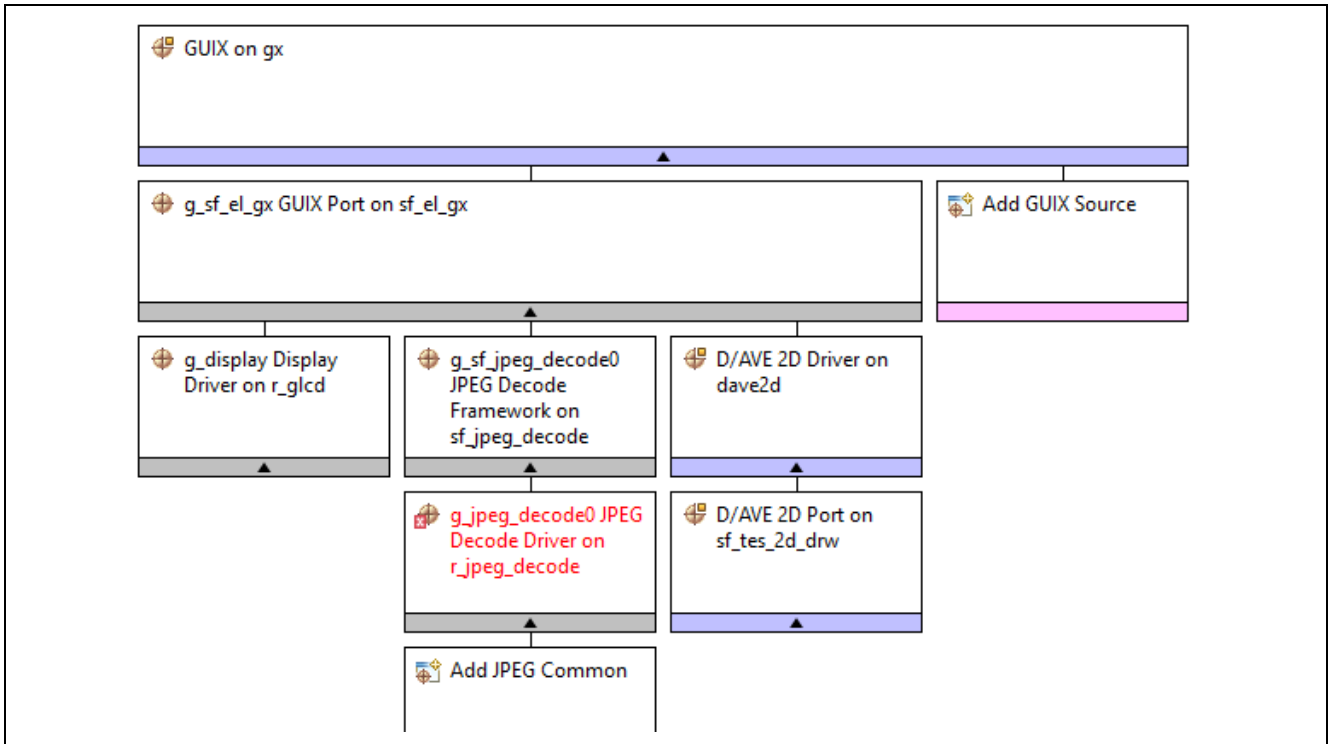 GUIX on gx
g_sf_el_gx GUIX Port on sf_el_gx
Add GUIX Source
g_display Display
Driver on r_glcd
g_sf_jpeg_decode0
JPEG Decode
Framework on
sf_jpeg_decode
D/AVE 2D Driver on
dave2d
g_jpeg_decode0 JPEG
Decode Driver on
r_jpeg_decode
D/AVE 2D Port on
sf_tes_2d_drw
Add JPEG Common